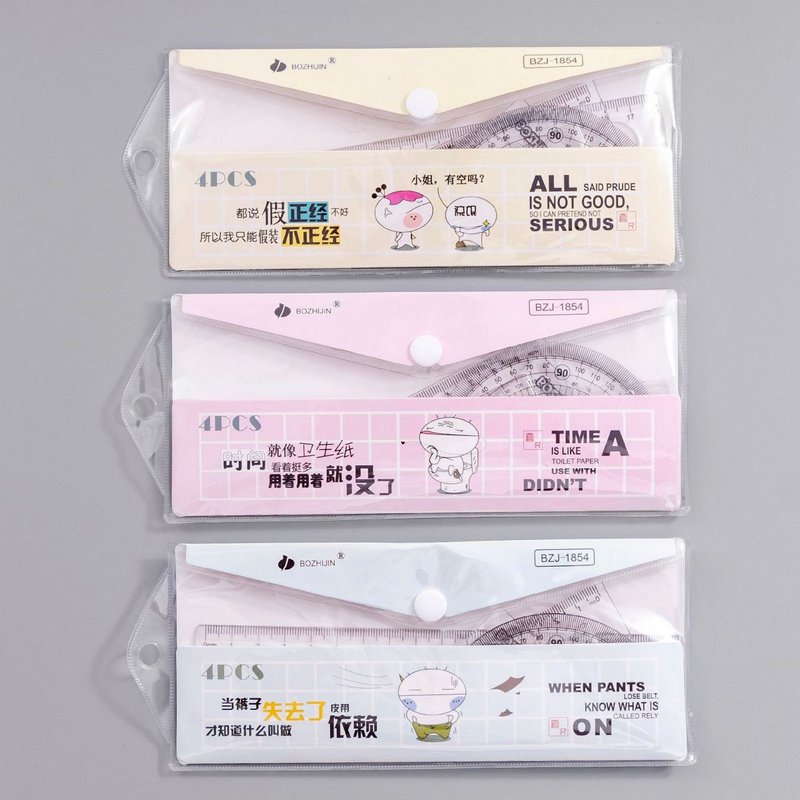 BOZHIJIN ®
BZJ-1854
4PCS
都说假正经不好
所以我只能假装不正经
小姐，有空吗？
ALL SAID PRUDE
IS NOT GOOD,
SO I CAN PRETEND NOT
SERIOUS
BOZHIJIN ®
BZJ-1854
4PCS
时间就像卫生纸
看着挺多
用着用着就没了
TIME A
IS LIKE
TOILET PAPER
USE WITH
DIDN'T
BOZHIJIN ®
BZJ-1854
4PCS
当裤子失去了皮带
才知道什么叫做依赖
WHEN PANTS
LOSE BELT,
KNOW WHAT IS
CALLED RELY
ON